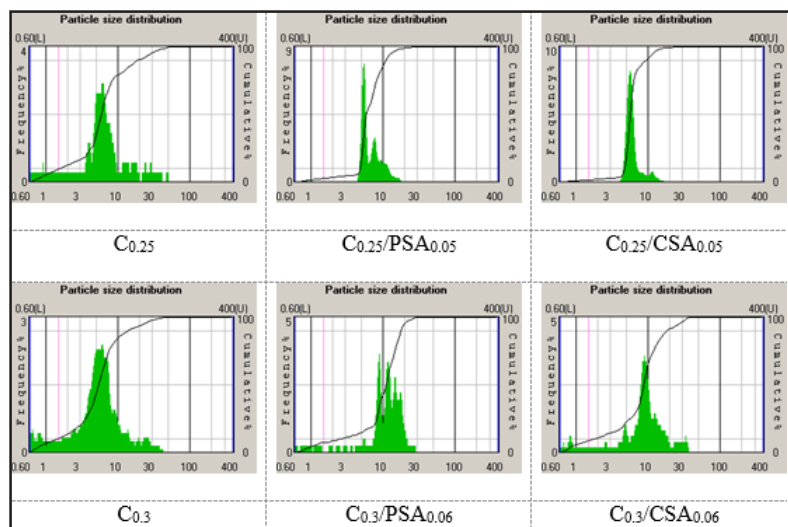 Particle size distribution
0.60(L) 400(U)
4 100
Frequency%
Cumulative%
0 0
0.60 1 3 10 30 100 400
C0.25
Particle size distribution
0.60(L) 400(U)
9 100
Frequency%
Cumulative%
0 0
0.60 1 3 10 30 100 400
C0.25/PSA0.05
Particle size distribution
0.60(L) 400(U)
10 100
Frequency%
Cumulative%
0 0
0.60 1 3 10 30 100 400
C0.25/CSA0.05
Particle size distribution
0.60(L) 400(U)
3 100
Frequency%
Cumulative%
0 0
0.60 1 3 10 30 100 400
C0.3
Particle size distribution
0.60(L) 400(U)
5 100
Frequency%
Cumulative%
0 0
0.60 1 3 10 30 100 400
C0.3/PSA0.06
Particle size distribution
0.60(L) 400(U)
5 100
Frequency%
Cumulative%
0 0
0.60 1 3 10 30 100 400
C0.3/CSA0.06